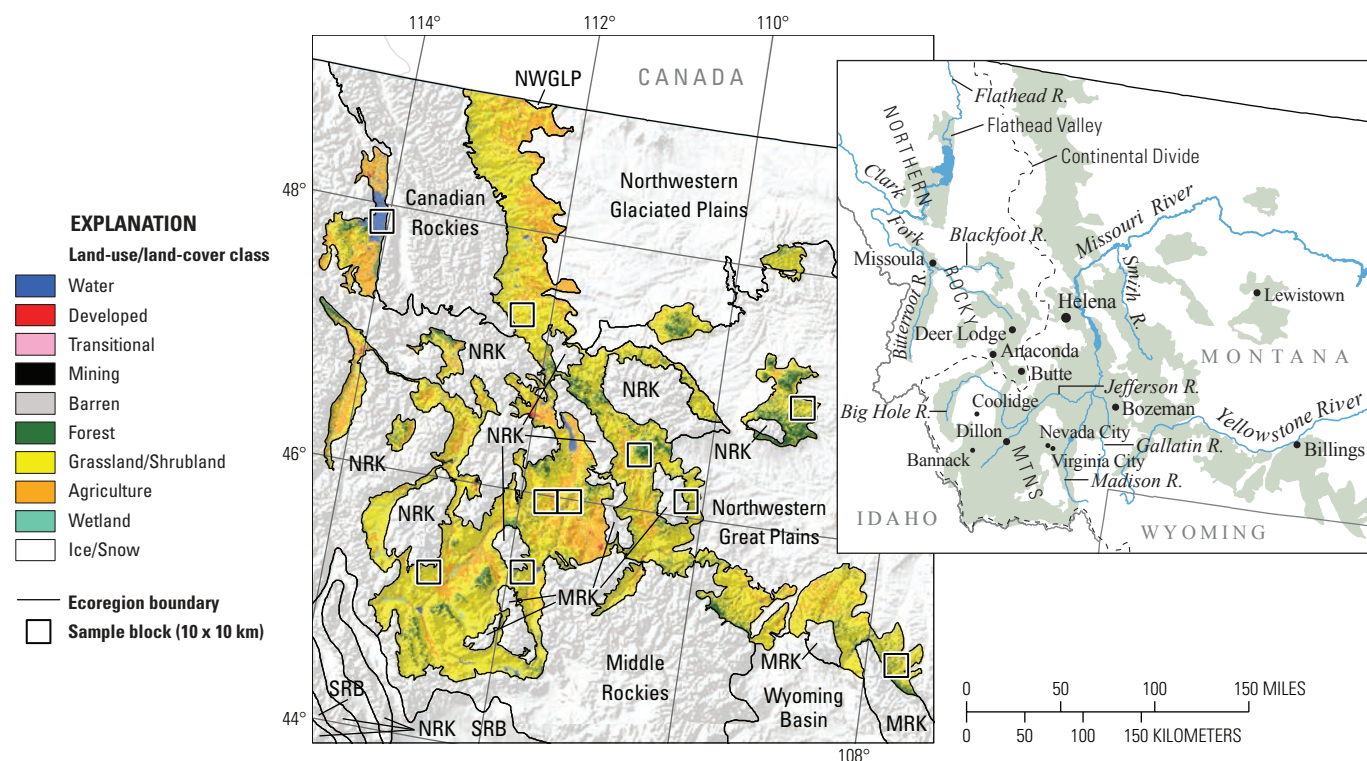 EXPLANATION
Land-use/land-cover class
Water
Developed
Transitional
Mining
Barren
Forest
Grassland/Shrubland
Agriculture
Wetland
Ice/Snow
Ecoregion boundary
Sample block (10 x 10 km)
114°
112°
110°
48°
46°
44°
108°
NWGLP
CANADA
Canadian
Rockies
Northwestern
Glaciated Plains
NRK
NRK
NRK
NRK
NRK
NRK
Northwestern
Great Plains
MRK
MRK
Middle
Rockies
Wyoming
Basin
MRK
SRB
NRK
SRB
Flathead R.
Flathead Valley
Continental Divide
NORTHERN
ROCKY
MTNS
Clark
Fork
Blackfoot R.
Missouri River
Smith R.
Missoula
Bitterroot R.
Helena
Lewistown
Deer Lodge
MONTANA
Anaconda
Butte
Jefferson R.
Big Hole R.
Coolidge
Bozeman
Yellowstone River
Dillon
Nevada City
Gallatin R.
Billings
Bannack
Virginia City
Madison R.
IDAHO
WYOMING
0 50 100 150 MILES
0 50 100 150 KILOMETERS